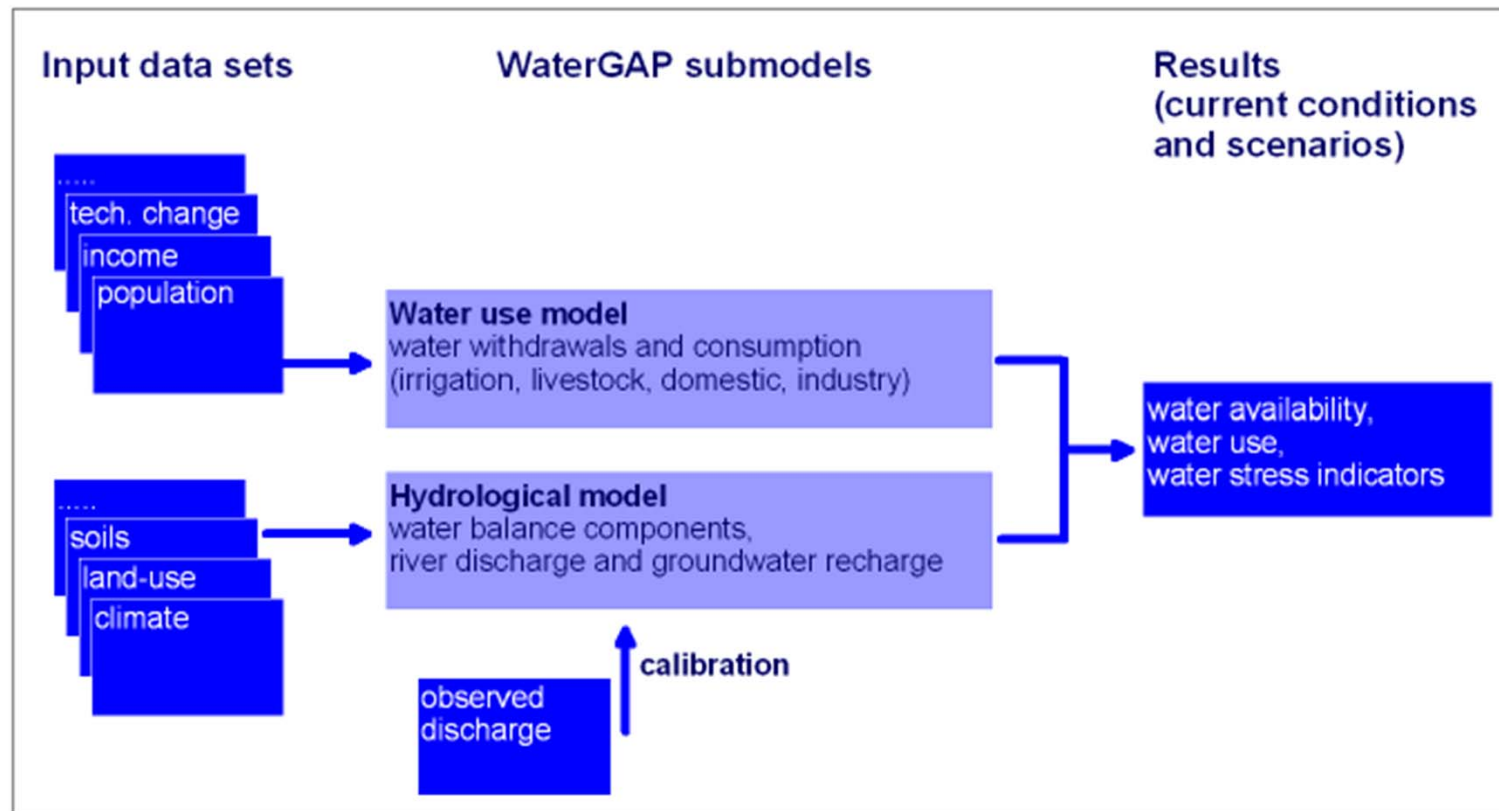 Input data sets
WaterGAP submodels
Results
(current conditions
and scenarios)
.....
tech. change
income
population
Water use model
water withdrawals and consumption
(irrigation, livestock, domestic, industry)
.....
soils
land-use
climate
Hydrological model
water balance components,
river discharge and groundwater recharge
calibration
observed
discharge
water availability,
water use,
water stress indicators